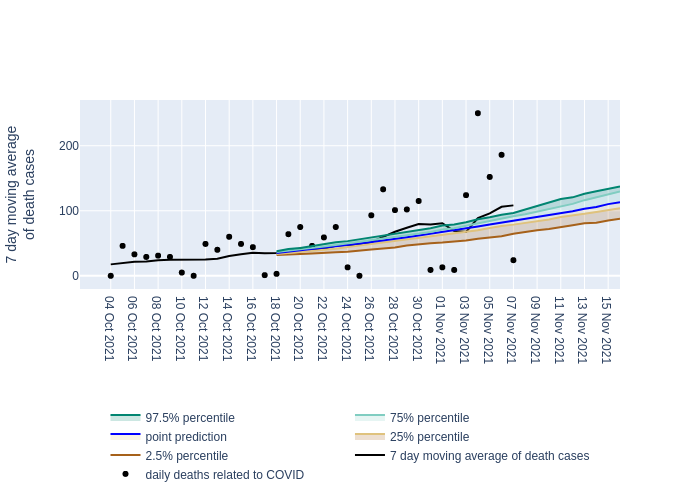 7 day moving average
of death cases
200
100
0
04 Oct 2021
06 Oct 2021
08 Oct 2021
10 Oct 2021
12 Oct 2021
14 Oct 2021
16 Oct 2021
18 Oct 2021
20 Oct 2021
22 Oct 2021
24 Oct 2021
26 Oct 2021
28 Oct 2021
30 Oct 2021
01 Nov 2021
03 Nov 2021
05 Nov 2021
07 Nov 2021
09 Nov 2021
11 Nov 2021
13 Nov 2021
15 Nov 2021
97.5% percentile
75% percentile
point prediction
25% percentile
2.5% percentile
7 day moving average of death cases
daily deaths related to COVID